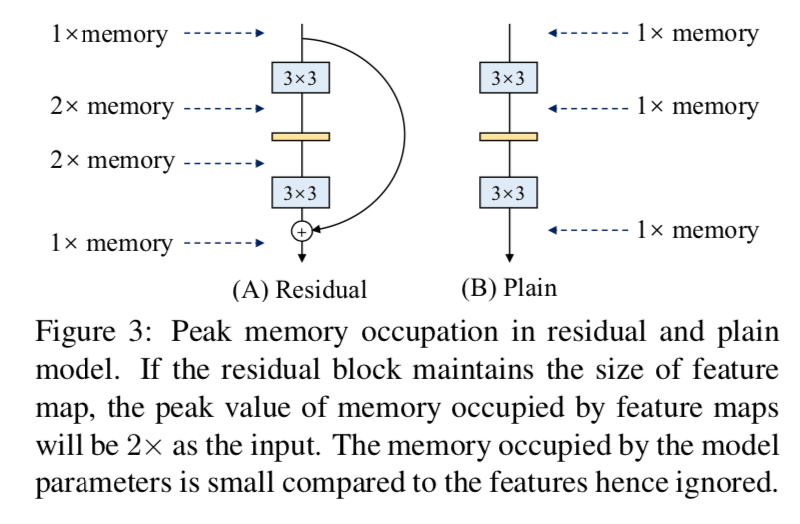 1×memory
1× memory
3×3
3×3
2× memory
1× memory
2× memory
3×3
3×3
+
1× memory
1× memory
(A) Residual
(B) Plain
Figure 3: Peak memory occupation in residual and plain
model. If the residual block maintains the size of feature
map, the peak value of memory occupied by feature maps
will be 2× as the input. The memory occupied by the model
parameters is small compared to the features hence ignored.